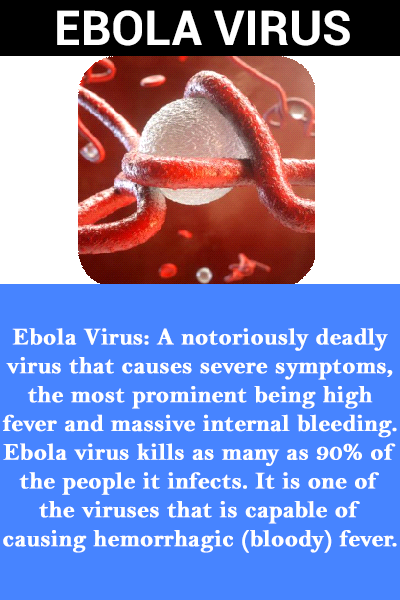 EBOLA VIRUS
Ebola Virus: A notoriously deadly
virus that causes severe symptoms,
the most prominent being high
fever and massive internal bleeding.
Ebola virus kills as many as 90% of
the people it infects. It is one of
the viruses that is capable of
causing hemorrhagic (bloody) fever.